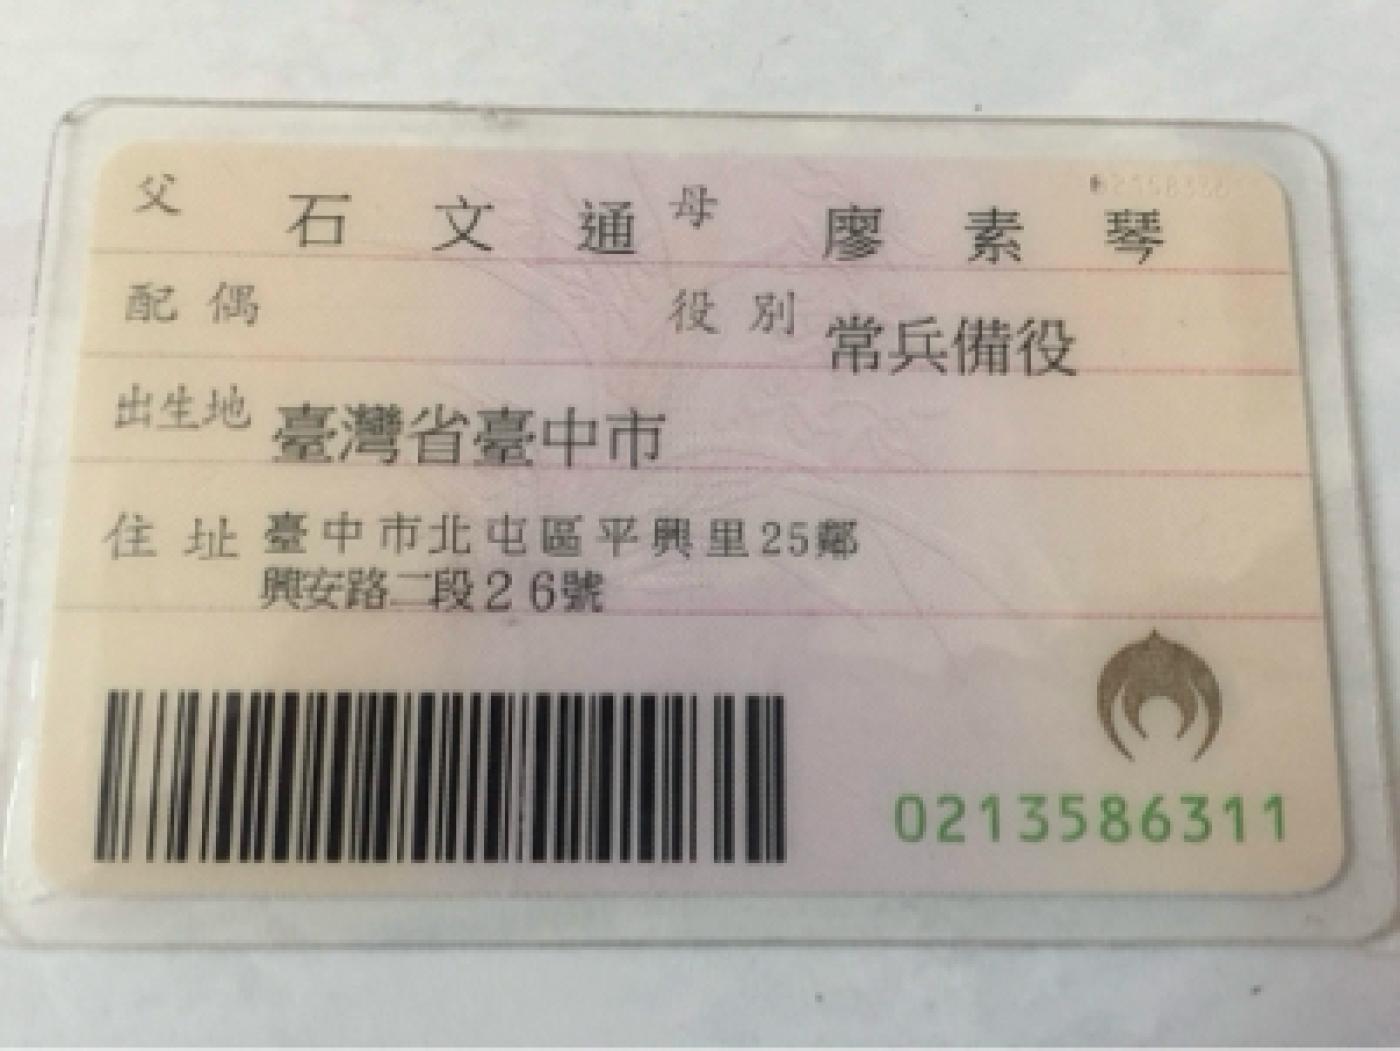 父 石文通 母 廖素琴
配偶 役別 常兵備役
出生地 臺灣省臺中市
住址 臺中市北屯區平興里25鄰
興安路二段26號
0213586311